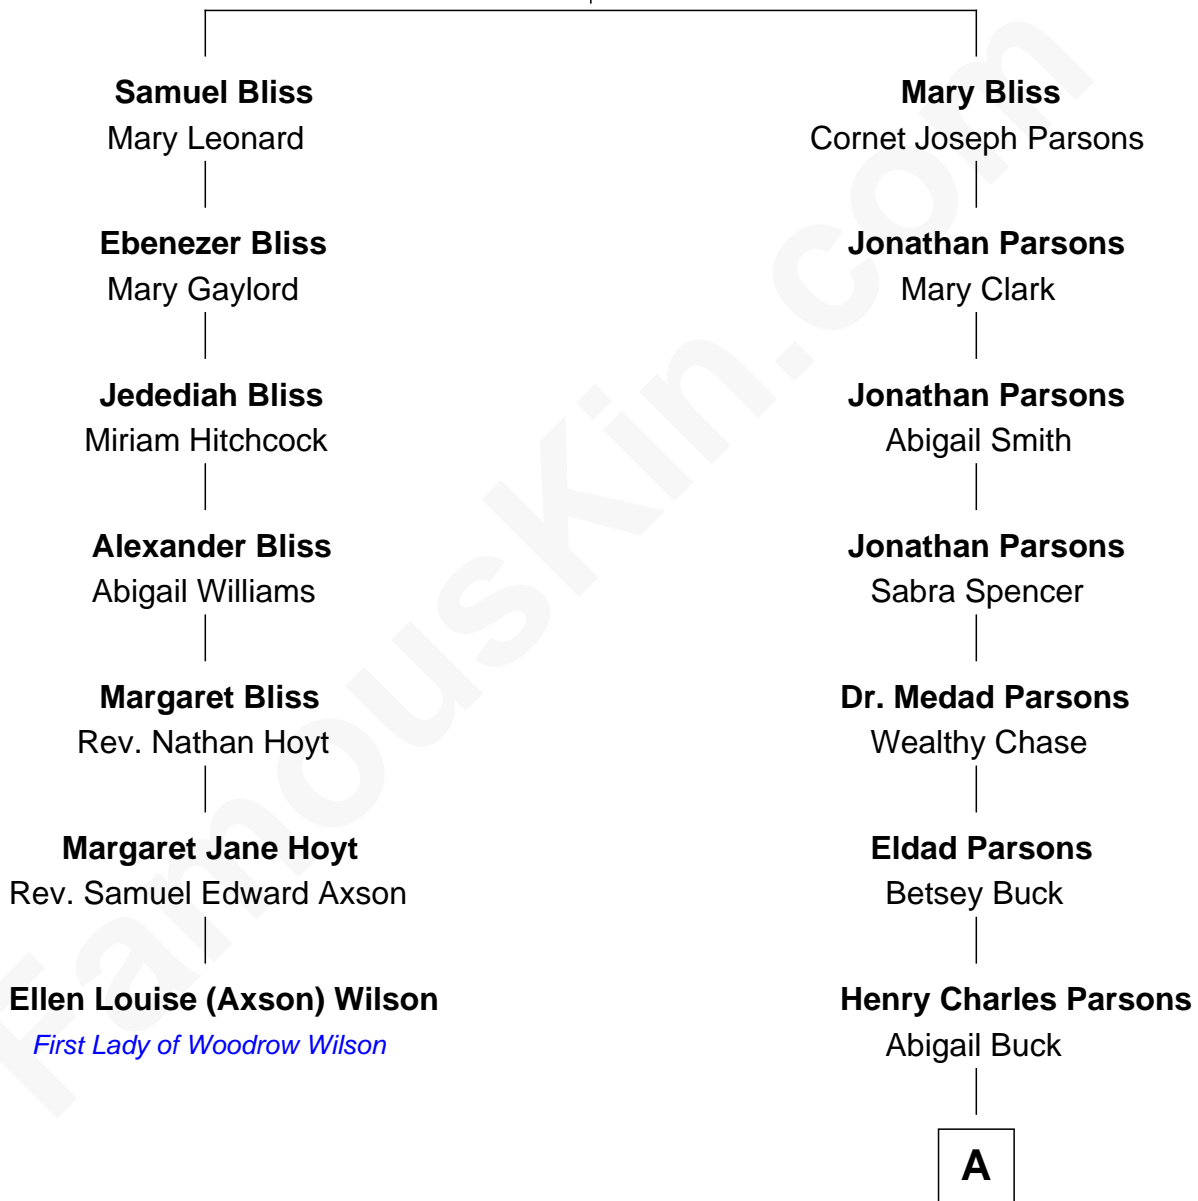 Samuel Bliss
Mary Leonard
Mary Bliss
Cornet Joseph Parsons
Ebenezer Bliss
Mary Gaylord
Jonathan Parsons
Mary Clark
Jedediah Bliss
Miriam Hitchcock
Jonathan Parsons
Abigail Smith
Alexander Bliss
Abigail Williams
Jonathan Parsons
Sabra Spencer
Margaret Bliss
Rev. Nathan Hoyt
Dr. Medad Parsons
Wealthy Chase
Margaret Jane Hoyt
Rev. Samuel Edward Axson
Eldad Parsons
Betsey Buck
Ellen Louise (Axson) Wilson
First Lady of Woodrow Wilson
Henry Charles Parsons
Abigail Buck
A
FamousKin.com